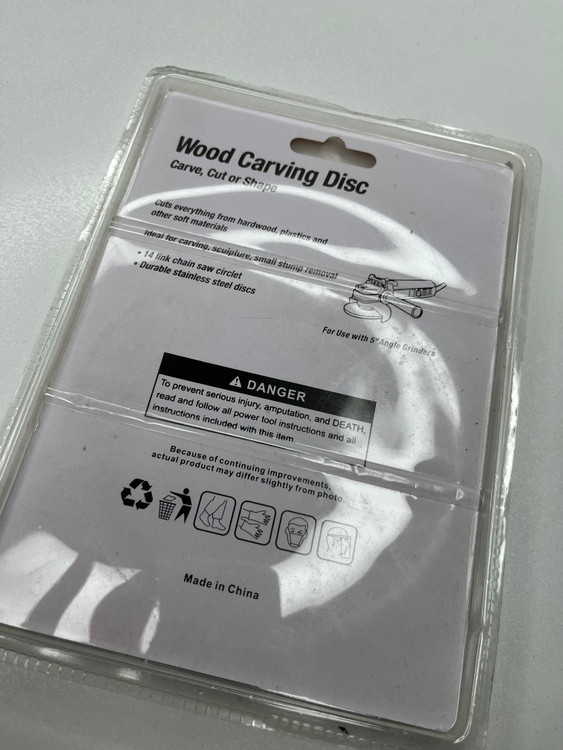 Wood Carving Disc
Carve, Cut or Shape
Cuts everything from hardwood, plastics and
other soft materials
Ideal for carving, sculpture, small stump removal
• 14 link chain saw circlet
• Durable stainless steel discs
For Use with 5" Angle Grinders
DANGER
To prevent serious injury, amputation, and DEATH,
read and follow all power tool instructions and all
instructions included with this item.
Because of continuing improvements,
actual product may differ slightly from photo.
Made in China